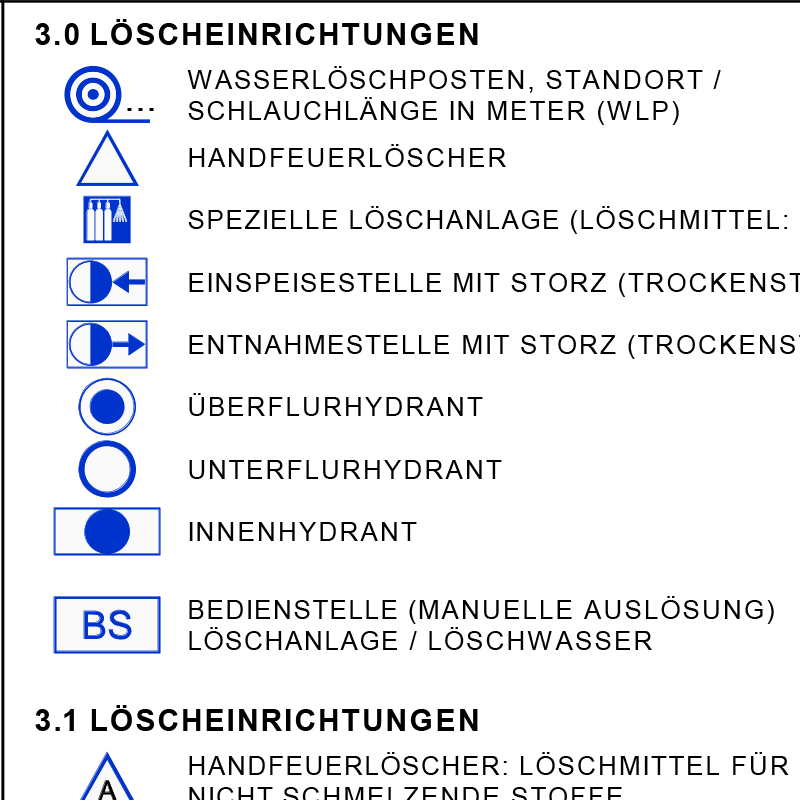 3.0 LÖSCHEINRICHTUNGEN
...
WASSERLÖSCHPOSTEN, STANDORT /
SCHLAUCHLÄNGE IN METER (WLP)
HANDFEUERLÖSCHER
SPEZIELLE LÖSCHANLAGE (LÖSCHMITTEL:
EINSPEISESTELLE MIT STORZ (TROCKENST
ENTNAHMESTELLE MIT STORZ (TROCKENS
ÜBERFLURHYDRANT
UNTERFLURHYDRANT
INNENHYDRANT
BS
BEDIENSTELLE (MANUELLE AUSLÖSUNG)
LÖSCHANLAGE / LÖSCHWASSER
3.1 LÖSCHEINRICHTUNGEN
A
HANDFEUERLÖSCHER: LÖSCHMITTEL FÜR
NICHT SCHMELZENDE STOFFE